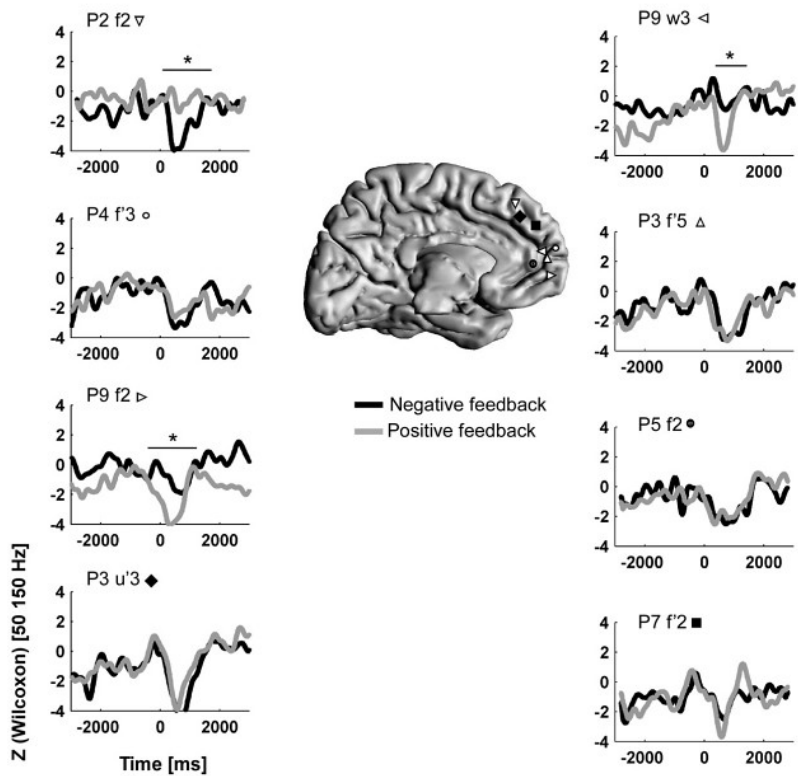 P2 f2 ▽
*
4
2
0
-2
-4
-2000 0 2000
P4 f'3 ○
4
2
0
-2
-4
-2000 0 2000
P9 f2 ▷
*
4
2
0
-2
-4
-2000 0 2000
P3 u'3 ◆
4
2
0
-2
-4
-2000 0 2000
Z (Wilcoxon) [50 150 Hz]
Time [ms]
Negative feedback
Positive feedback
P9 w3 ◁
*
4
2
0
-2
-4
-2000 0 2000
P3 f'5 △
4
2
0
-2
-4
-2000 0 2000
P5 f2
4
2
0
-2
-4
-2000 0 2000
P7 f'2 ■
4
2
0
-2
-4
-2000 0 2000